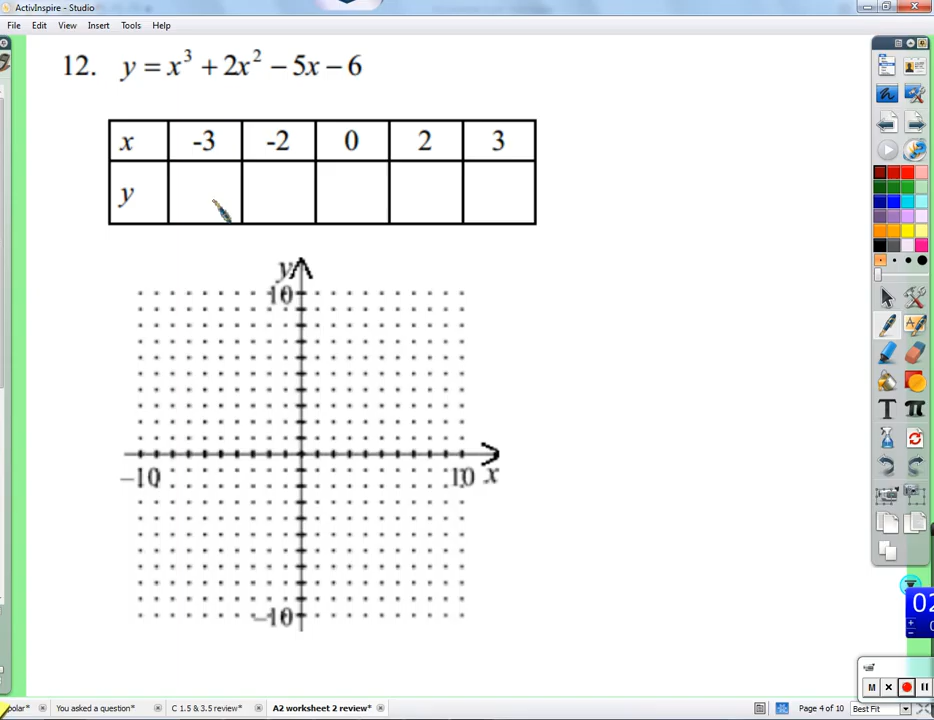 ActivInspire - Studio
File Edit View Insert Tools Help
12. y = x³ + 2x² − 5x − 6
x -3 -2 0 2 3
y
y
10
−10 10 x
−10
T π
02
+
−
M
polar* You asked a question* C 1.5 & 3.5 review* A2 worksheet 2 review* Page 4 of 10 Best Fit